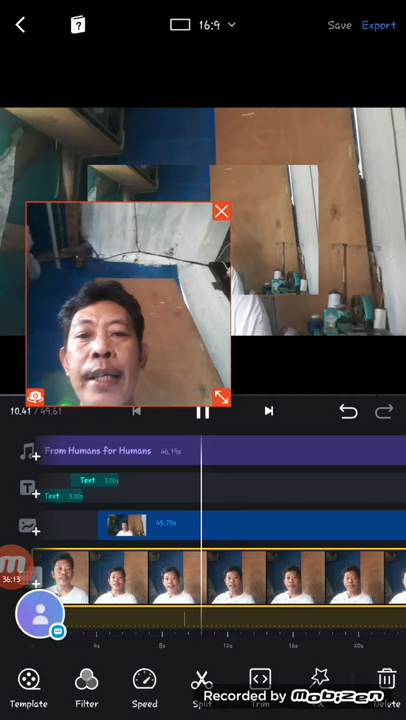 16:9 Save Export
10,41 / 49,61
From Humans for Humans 46,19s
Text 3,00s
Text 3,00s
45,75s
36:13
4s 8s 12s 16s 20s
Template Filter Speed Split Trim FX Delete
Recorded by mobizen